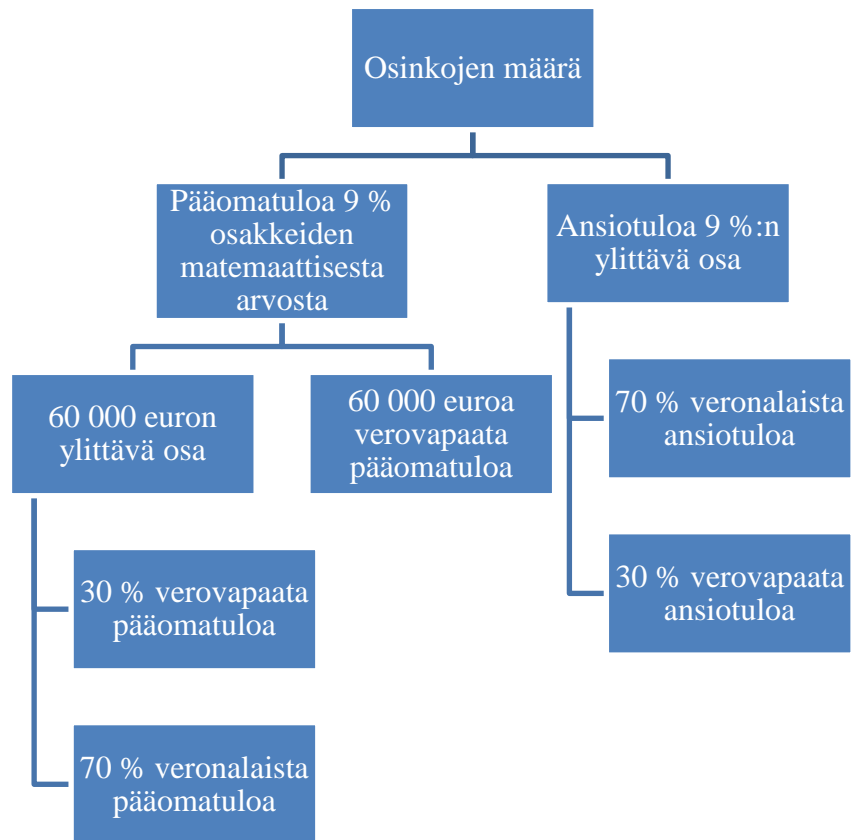 Osinkojen määrä
Pääomatuloa 9 %
osakkeiden
matemaattisesta
arvosta
Ansiotuloa 9 %:n
ylittävä osa
60 000 euron
ylittävä osa
60 000 euroa
verovapaata
pääomatuloa
70 % veronalaista
ansiotuloa
30 % verovapaata
pääomatuloa
30 % verovapaata
ansiotuloa
70 % veronalaista
pääomatuloa